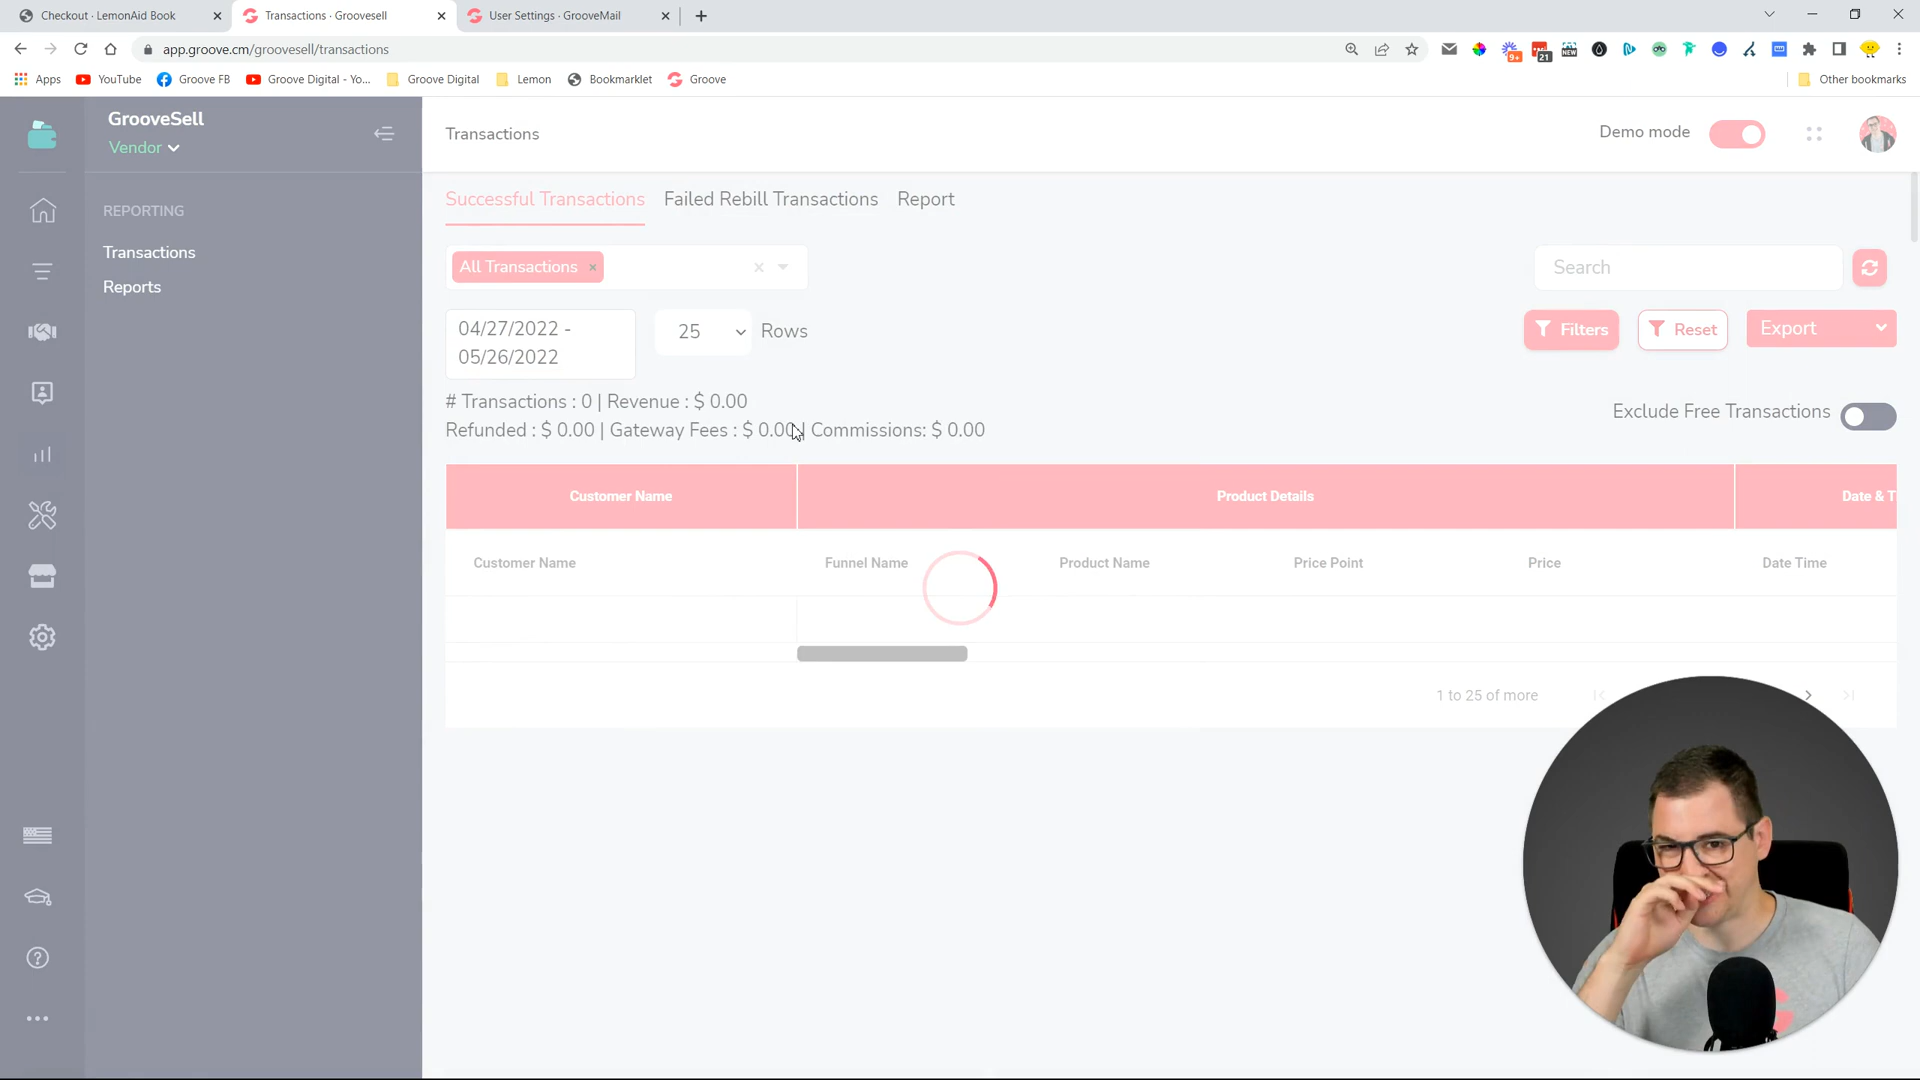 Checkout · LemonAid Book
Transactions · Groovesell
User Settings · GrooveMail
app.groove.cm/groovesell/transactions
9+
21
NEW
Apps
YouTube
Groove FB
Groove Digital - Yo...
Groove Digital
Lemon
Bookmarklet
Groove
Other bookmarks
GrooveSell
Vendor
REPORTING
Transactions
Reports
Transactions
Demo mode
Successful Transactions
Failed Rebill Transactions
Report
All Transactions ×
Search
04/27/2022 -
05/26/2022
25
Rows
Filters
Reset
Export
# Transactions : 0 | Revenue : $ 0.00
Refunded : $ 0.00 | Gateway Fees : $ 0.00 | Commissions: $ 0.00
Exclude Free Transactions
Customer Name
Product Details
Date & T
Customer Name
Funnel Name
Product Name
Price Point
Price
Date Time
1 to 25 of more